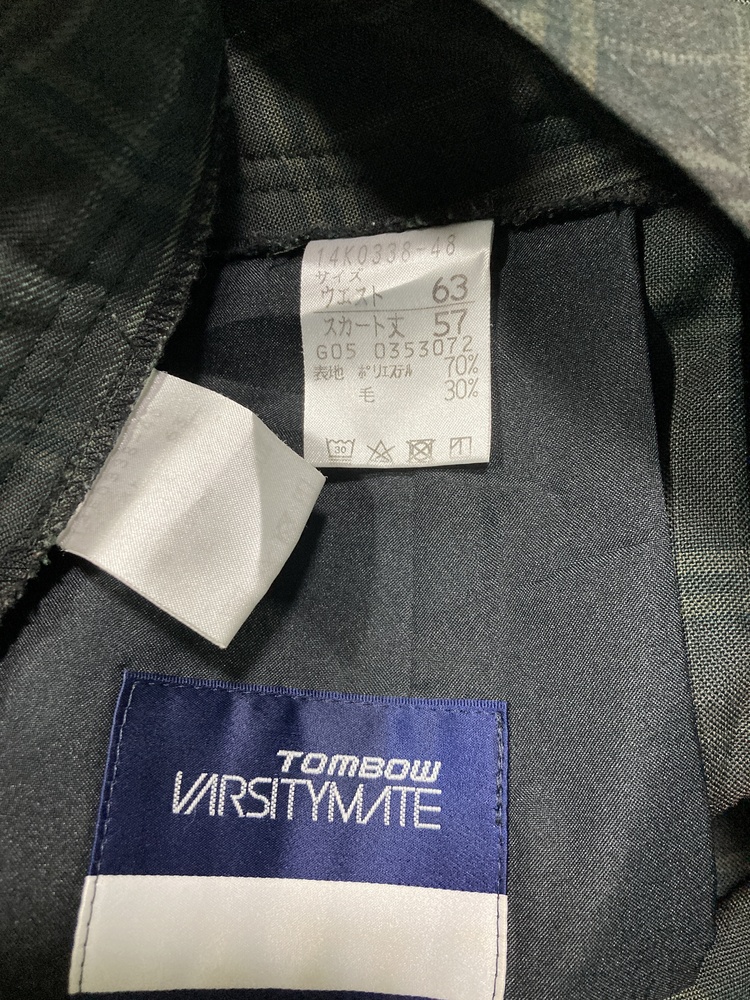 14K0338-48
サイズ
ウエスト 63
スカート丈 57
G05 0353072
表地 ポリエステル 70%
毛 30%
30
TOMBOW
VARSITYMATE